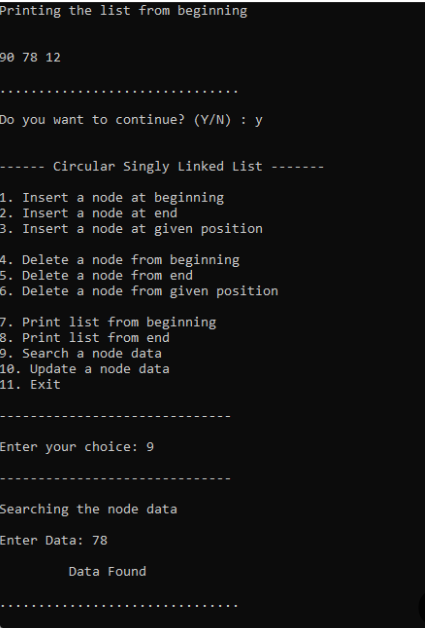 Printing the list from beginning
90 78 12
...............................
Do you want to continue? (Y/N) : y
------ Circular Singly Linked List -------
1. Insert a node at beginning
2. Insert a node at end
3. Insert a node at given position
4. Delete a node from beginning
5. Delete a node from end
6. Delete a node from given position
7. Print list from beginning
8. Print list from end
9. Search a node data
10. Update a node data
11. Exit
------------------------------
Enter your choice: 9
------------------------------
Searching the node data
Enter Data: 78
Data Found
...............................